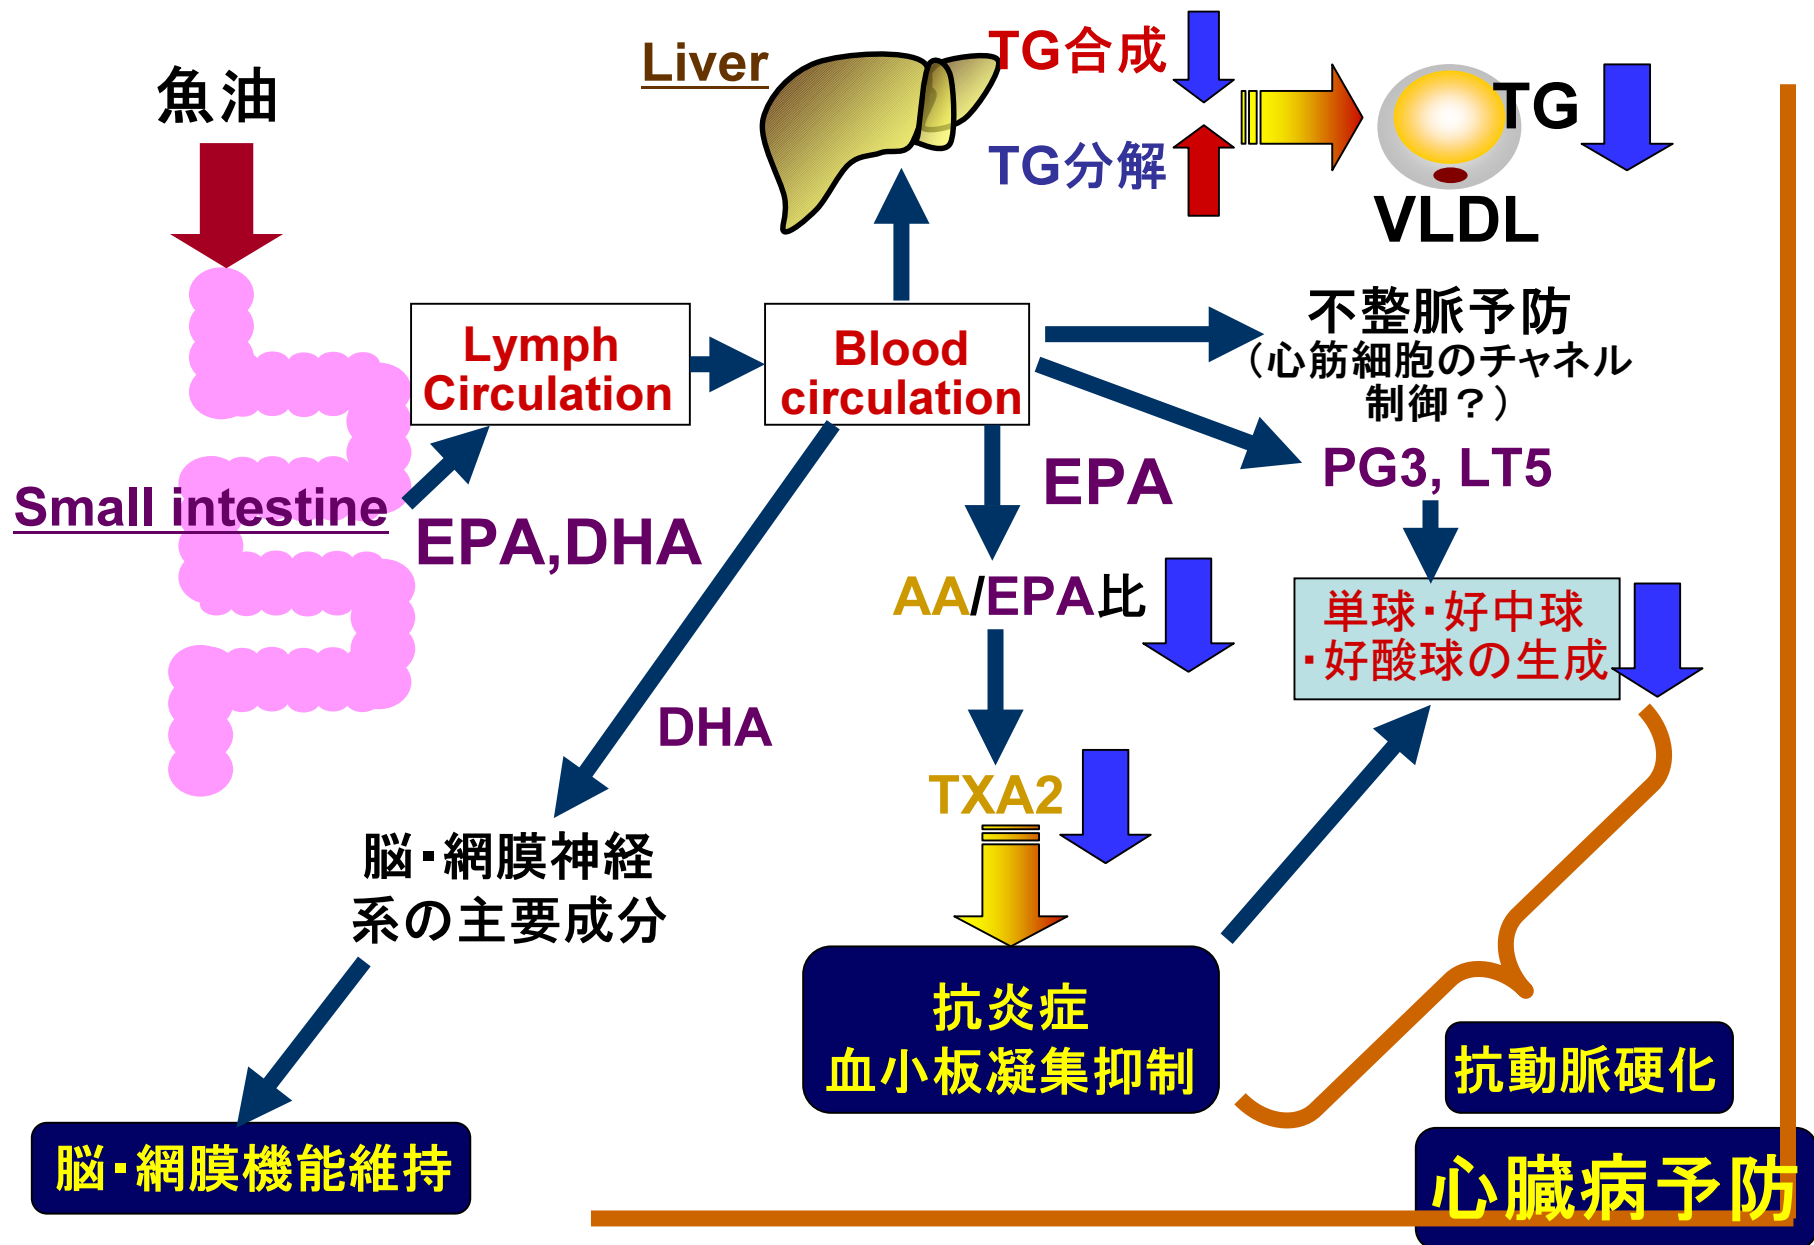 魚油
Liver
TG合成
TG分解
TG
VLDL
Lymph
Circulation
Blood
circulation
不整脈予防
（心筋細胞のチャネル
制御？）
PG3, LT5
Small intestine
EPA,DHA
EPA
AA/EPA比
単球・好中球
・好酸球の生成
DHA
TXA2
脳・網膜神経
系の主要成分
抗炎症
血小板凝集抑制
抗動脈硬化
脳・網膜機能維持
心臓病予防